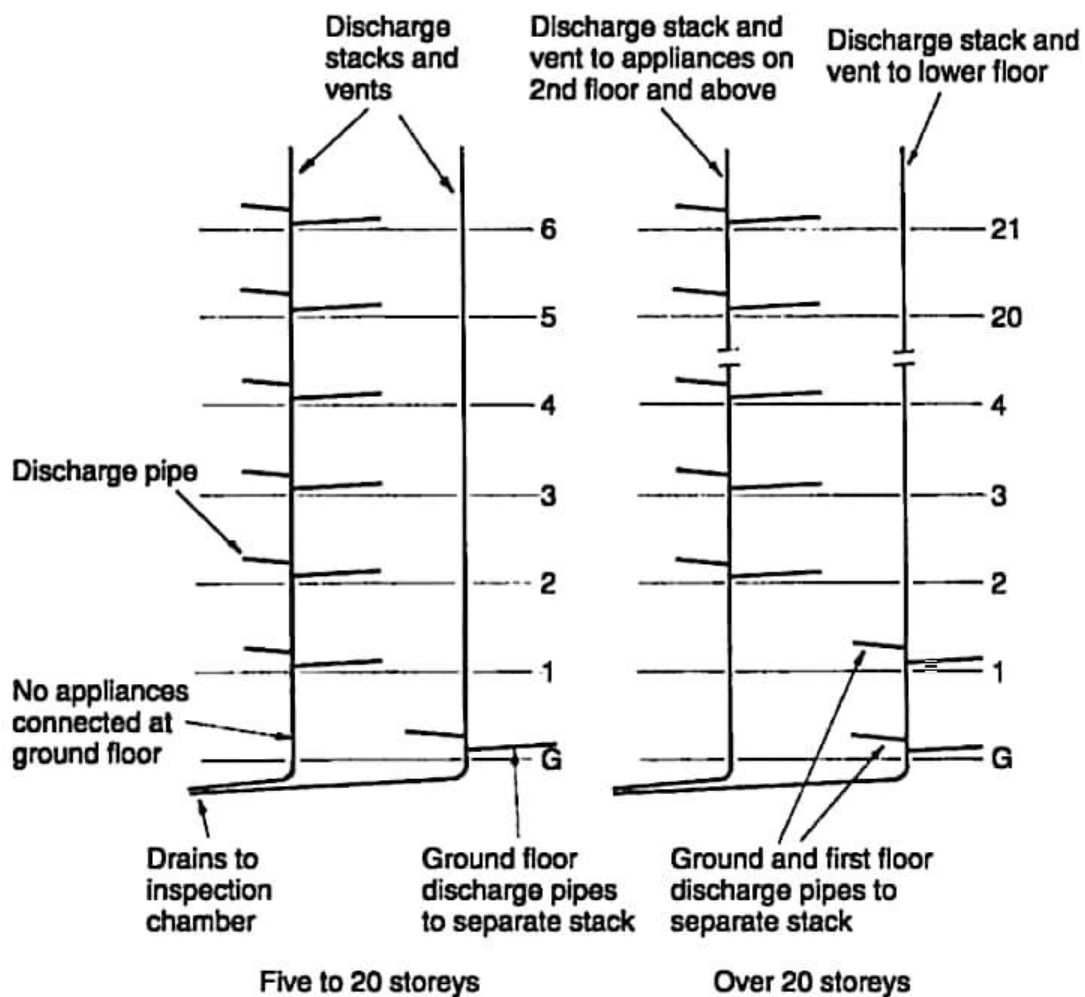 Discharge
stacks and
vents
Discharge stack and
vent to appliances on
2nd floor and above
Discharge stack and
vent to lower floor
6
5
4
3
2
1
G
21
20
4
3
2
1
G
Discharge pipe
No appliances
connected at
ground floor
Drains to
inspection
chamber
Ground floor
discharge pipes
to separate stack
Ground and first floor
discharge pipes to
separate stack
Five to 20 storeys
Over 20 storeys